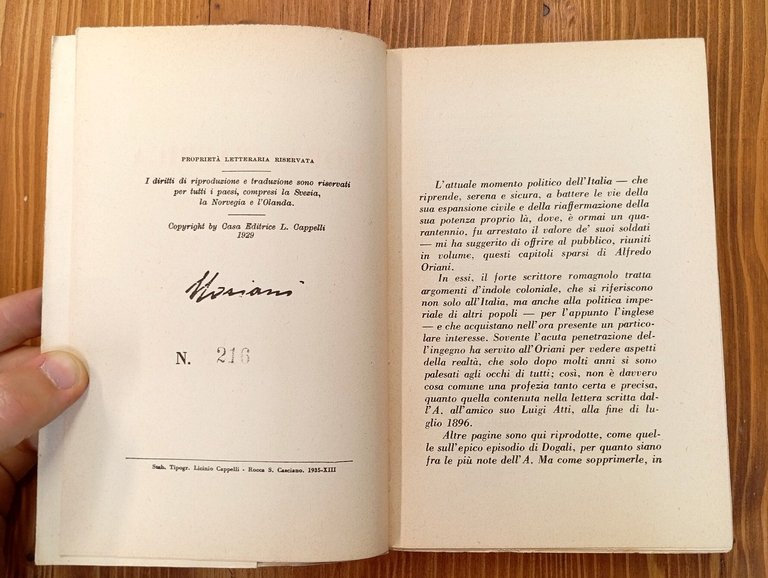 PROPRIETÀ LETTERARIA RISERVATA
I diritti di riproduzione e traduzione sono riservati
per tutti i paesi, compresi la Svezia,
la Norvegia e l'Olanda.
Copyright by Casa Editrice L. Cappelli
1929
N. 216
Stab. Tipogr. Licinio Cappelli - Rocca S. Casciano. 1935-XIII
L'attuale momento politico dell'Italia — che
riprende, serena e sicura, a battere le vie della
sua espansione civile e della riaffermazione della
sua potenza proprio là, dove, è ormai un qua-
rantennio, fu arrestato il valore de' suoi soldati
— mi ha suggerito di offrire al pubblico, riuniti
in volume, questi capitoli sparsi di Alfredo
Oriani.
In essi, il forte scrittore romagnolo tratta
argomenti d'indole coloniale, che si riferiscono
non solo all'Italia, ma anche alla politica impe-
riale di altri popoli — per l'appunto l'inglese
— e che acquistano nell'ora presente un partico-
lare interesse. Sovente l'acuta penetrazione del-
l'ingegno ha servito all'Oriani per vedere aspetti
della realtà, che solo dopo molti anni si sono
palesati agli occhi di tutti; così, non è davvero
cosa comune una profezia tanto certa e precisa,
quanto quella contenuta nella lettera scritta dal-
l'A. all'amico suo Luigi Atti, alla fine di lu-
glio 1896.
Altre pagine sono qui riprodotte, come quel-
le sull'epico episodio di Dogali, per quanto siano
fra le più note dell'A. Ma come sopprimerle, in